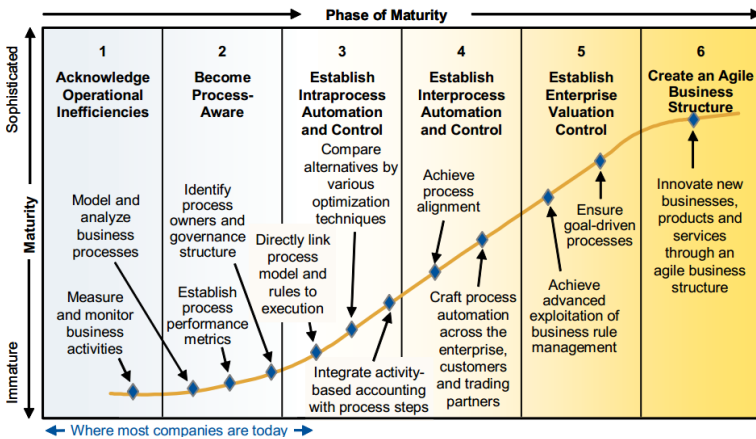 Phase of Maturity
Sophisticated
Maturity
Immature
1
Acknowledge
Operational
Inefficiencies
2
Become
Process-
Aware
3
Establish
Intraprocess
Automation
and Control
4
Establish
Interprocess
Automation
and Control
5
Establish
Enterprise
Valuation
Control
6
Create an Agile
Business
Structure
Model and
analyze
business
processes
Measure and
monitor
business
activities
Identify
process
owners and
governance
structure
Establish
process
performance
metrics
Compare
alternatives by
various
optimization
techniques
Directly link
process
model and
rules to
execution
Integrate activity-
based accounting
with process steps
Achieve
process
alignment
Craft process
automation
across the
enterprise,
customers
and trading
partners
Ensure
goal-driven
processes
Achieve
advanced
exploitation
of business rule
management
Innovate new
businesses,
products and
services
through an
agile business
structure
Where most companies are today